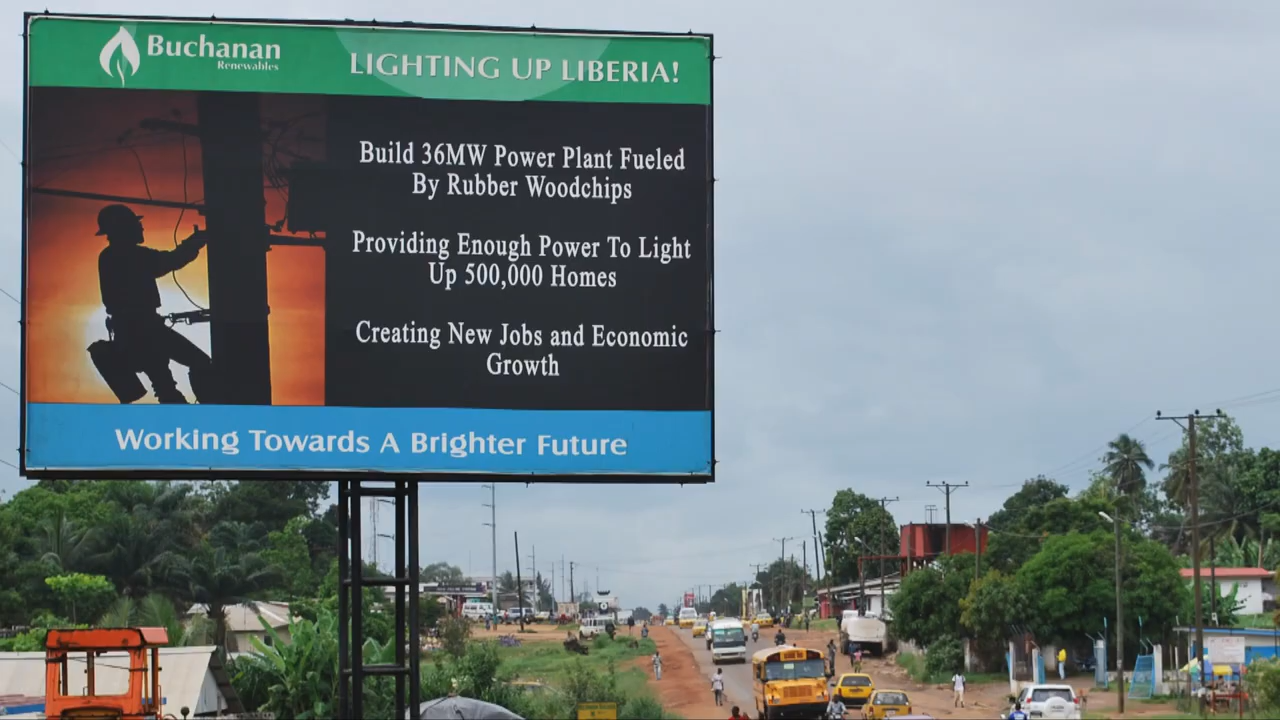 Buchanan
Renewables
LIGHTING UP LIBERIA!
Build 36MW Power Plant Fueled
By Rubber Woodchips
Providing Enough Power To Light
Up 500,000 Homes
Creating New Jobs and Economic
Growth
Working Towards A Brighter Future